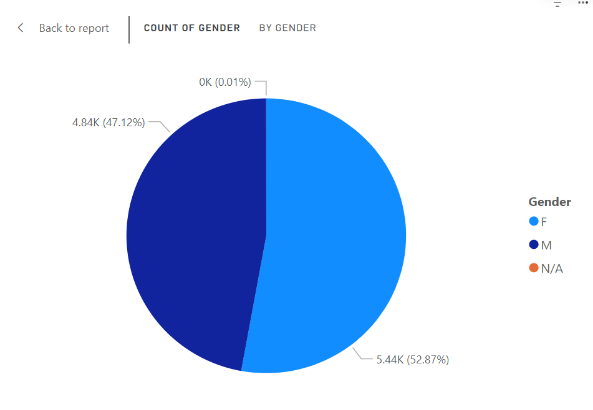 Back to report
COUNT OF GENDER
BY GENDER
0K (0.01%)
4.84K (47.12%)
Gender
F
M
N/A
5.44K (52.87%)